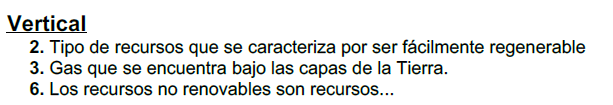 Vertical
2. Tipo de recursos que se caracteriza por ser fácilmente regenerable
3. Gas que se encuentra bajo las capas de la Tierra.
6. Los recursos no renovables son recursos...